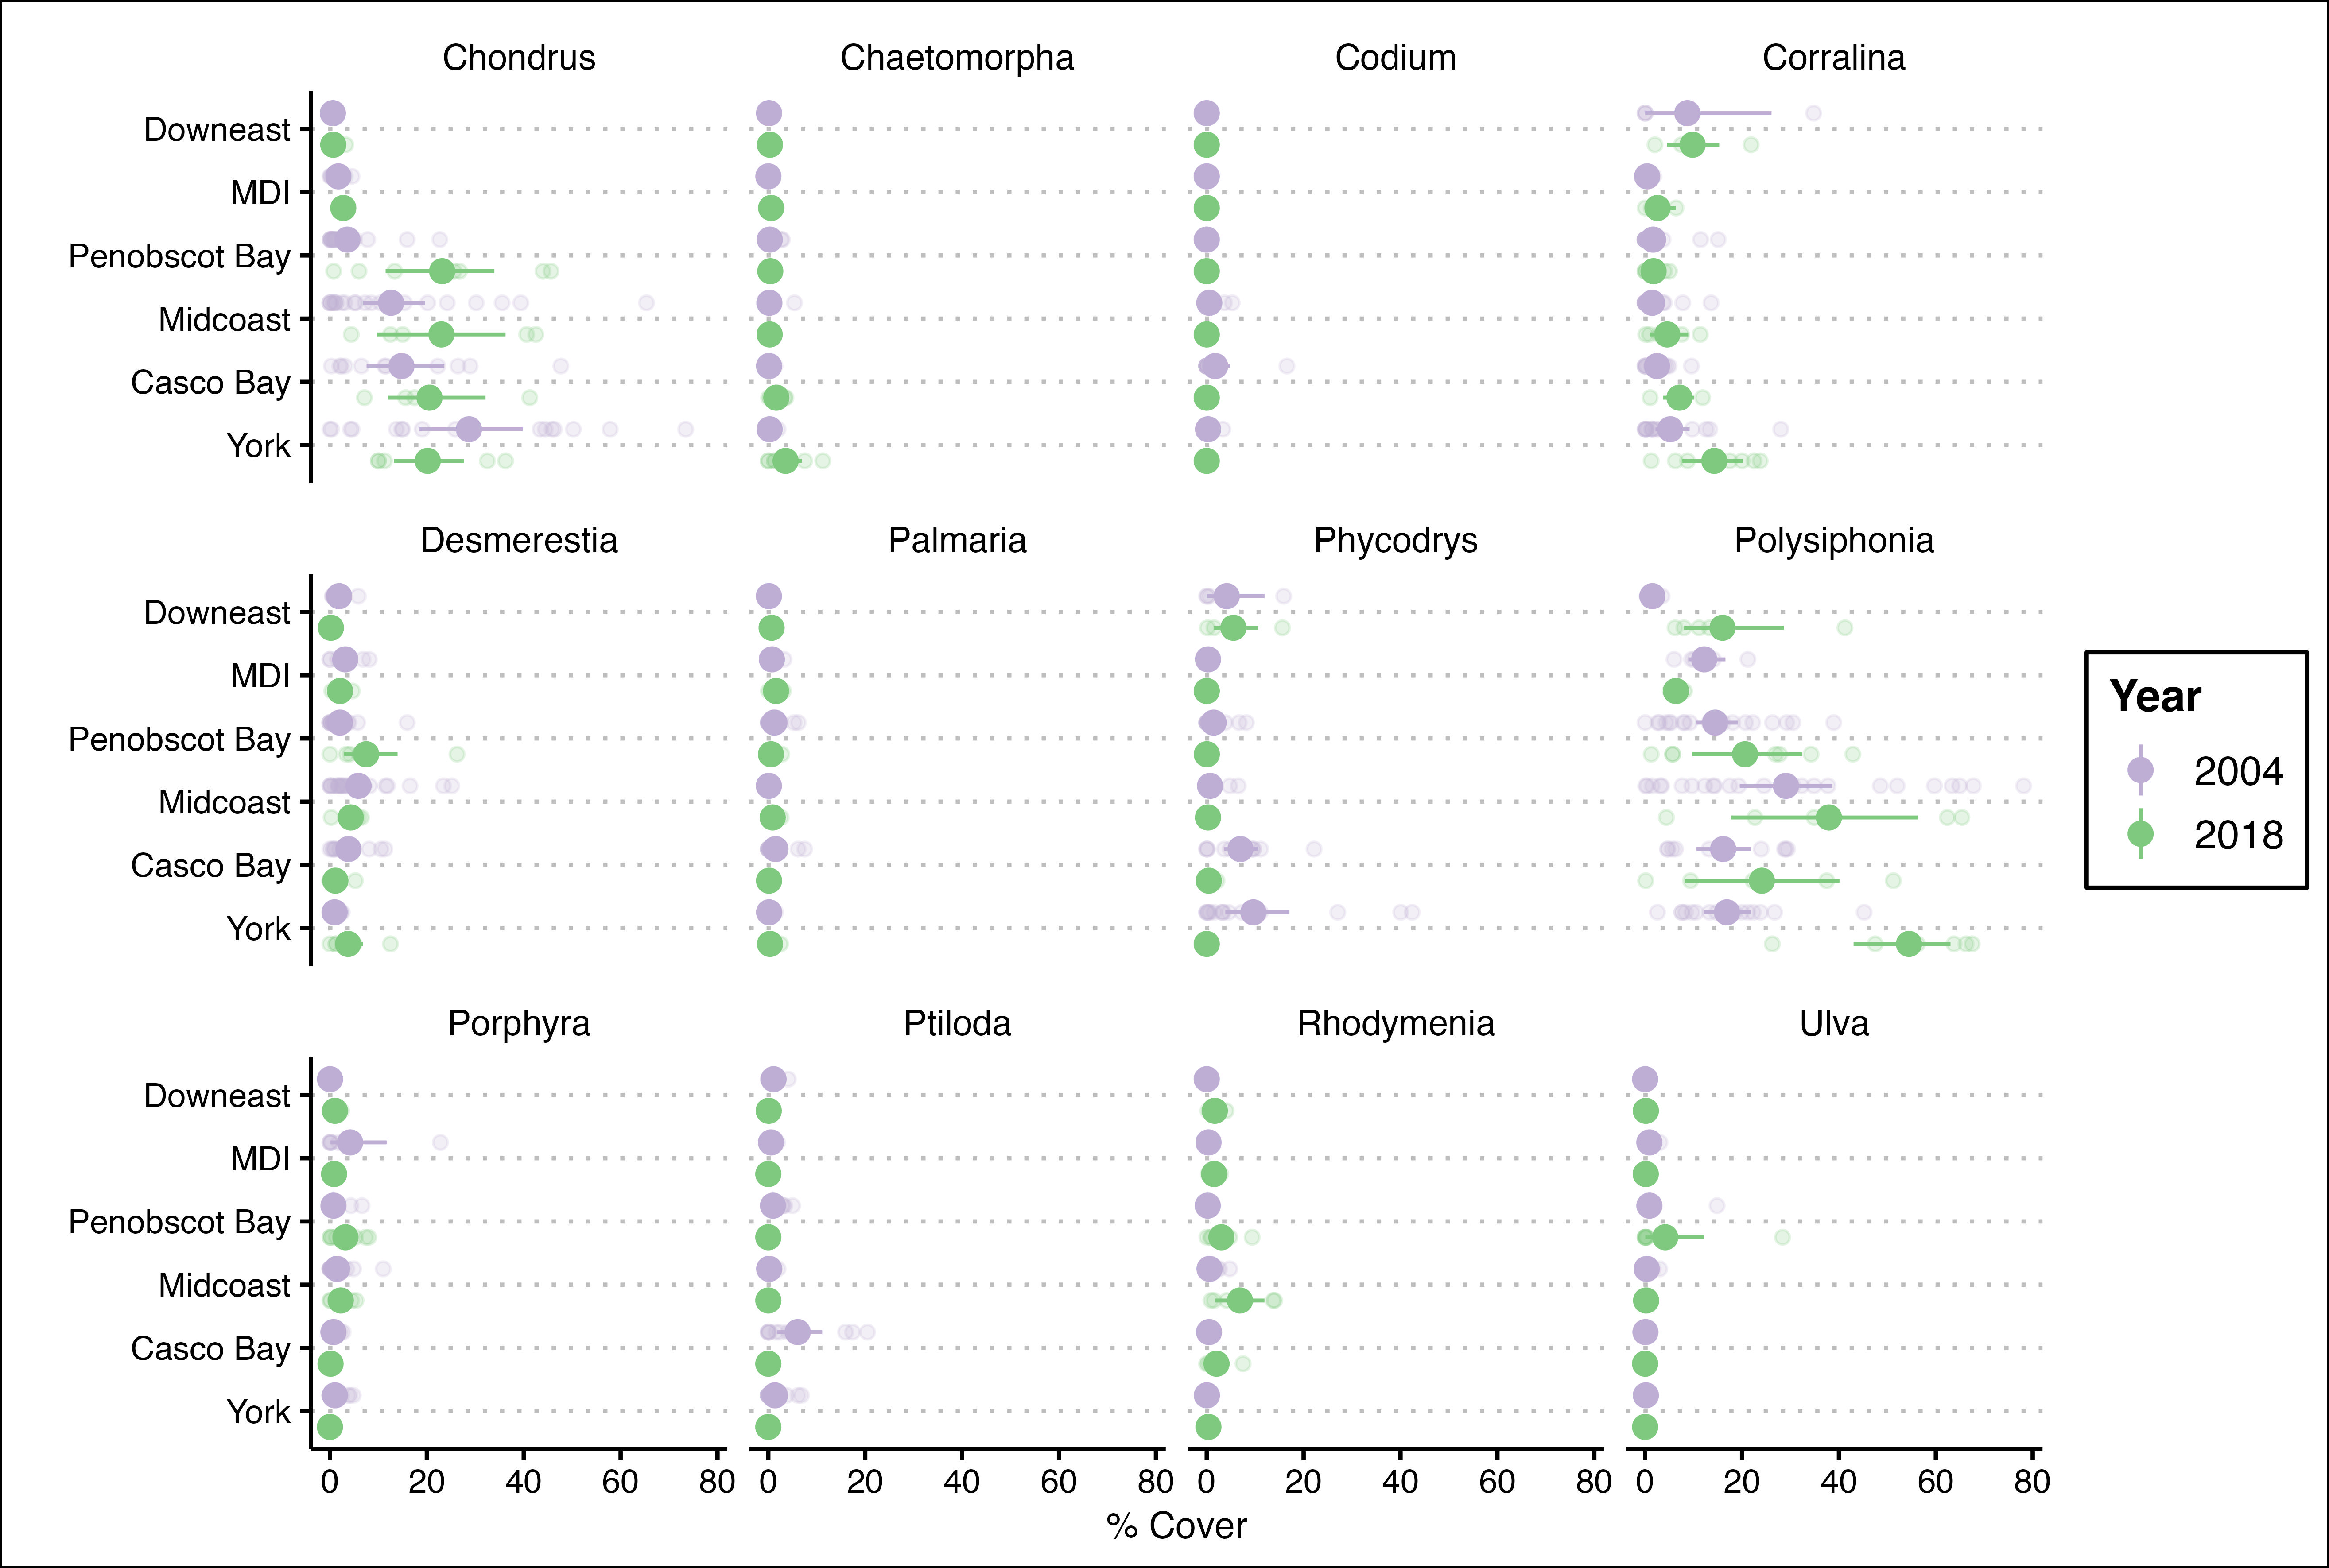 Chondrus Chaetomorpha Codium Corralina
Downeast
MDI
Penobscot Bay
Midcoast
Casco Bay
York
Desmerestia Palmaria Phycodrys Polysiphonia
Downeast
MDI
Penobscot Bay
Midcoast
Casco Bay
York
Year
2004
2018
Porphyra Ptiloda Rhodymenia Ulva
Downeast
MDI
Penobscot Bay
Midcoast
Casco Bay
York
0 20 40 60 80 0 20 40 60 80 0 20 40 60 80 0 20 40 60 80
% Cover